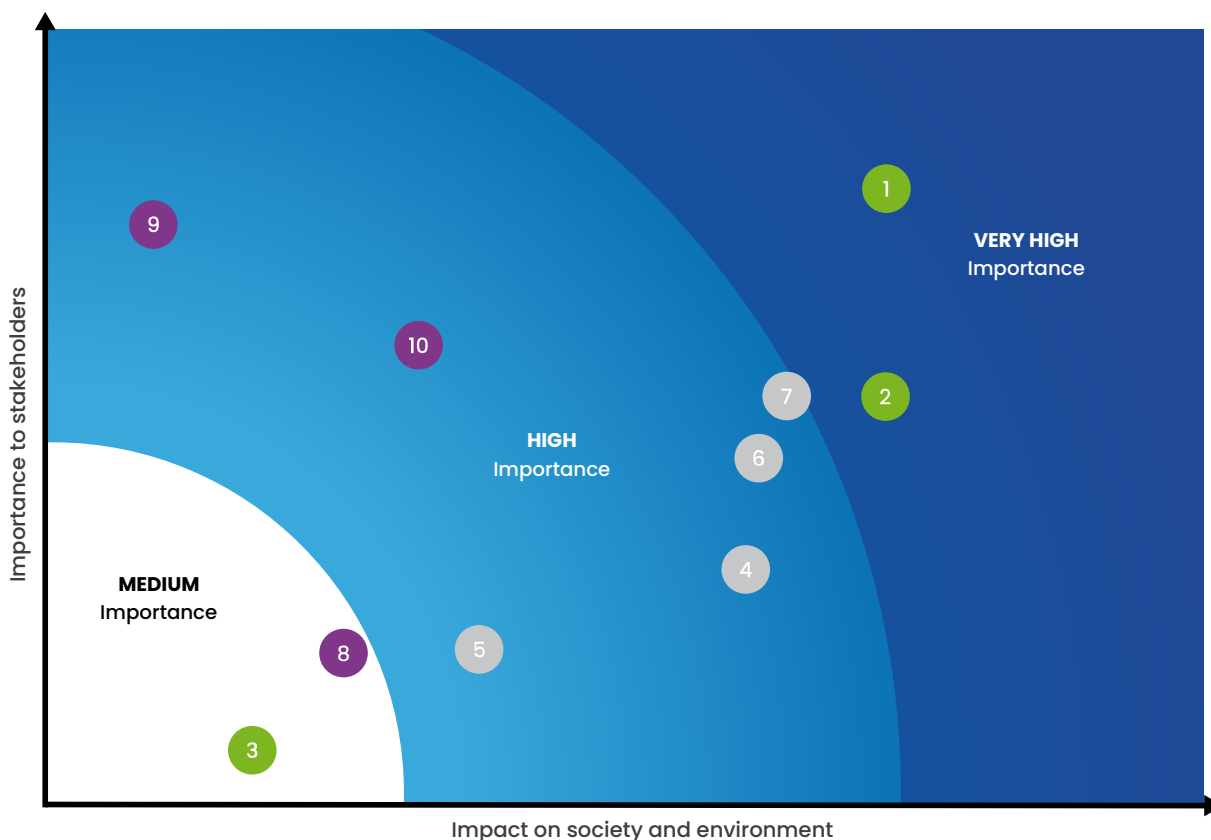 1
9
VERY HIGH
Importance
10
7
2
HIGH
Importance
6
4
MEDIUM
Importance
8
5
3
Importance to stakeholders
Impact on society and environment